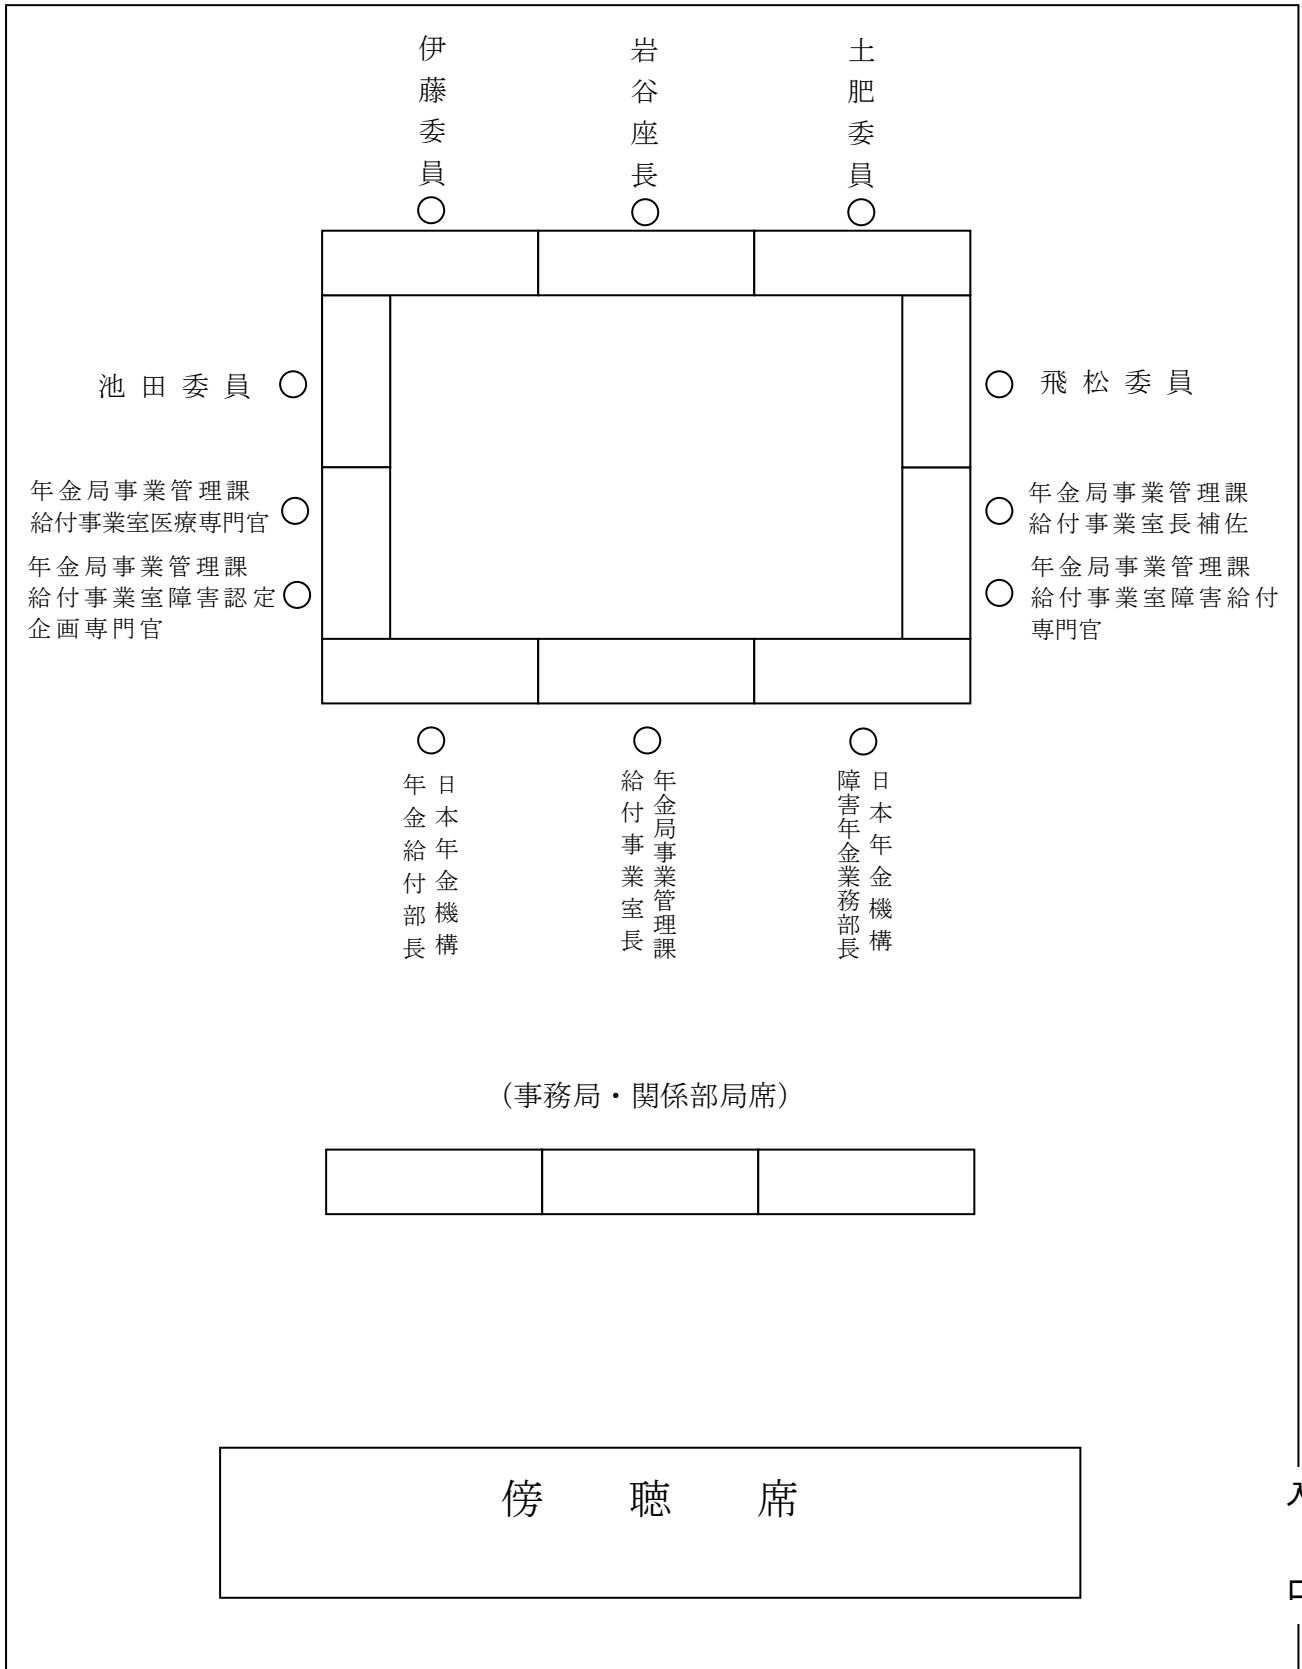 伊藤委員
岩谷座長
土肥委員
池田委員
飛松委員
年金局事業管理課
給付事業室医療専門官
年金局事業管理課
給付事業室障害認定
企画専門官
年金局事業管理課
給付事業室長補佐
年金局事業管理課
給付事業室障害給付
専門官
日本年金機構
年金給付部長
年金局事業管理課
給付事業室長
日本年金機構
障害年金業務部長
（事務局・関係部局席）
傍聴席
入口